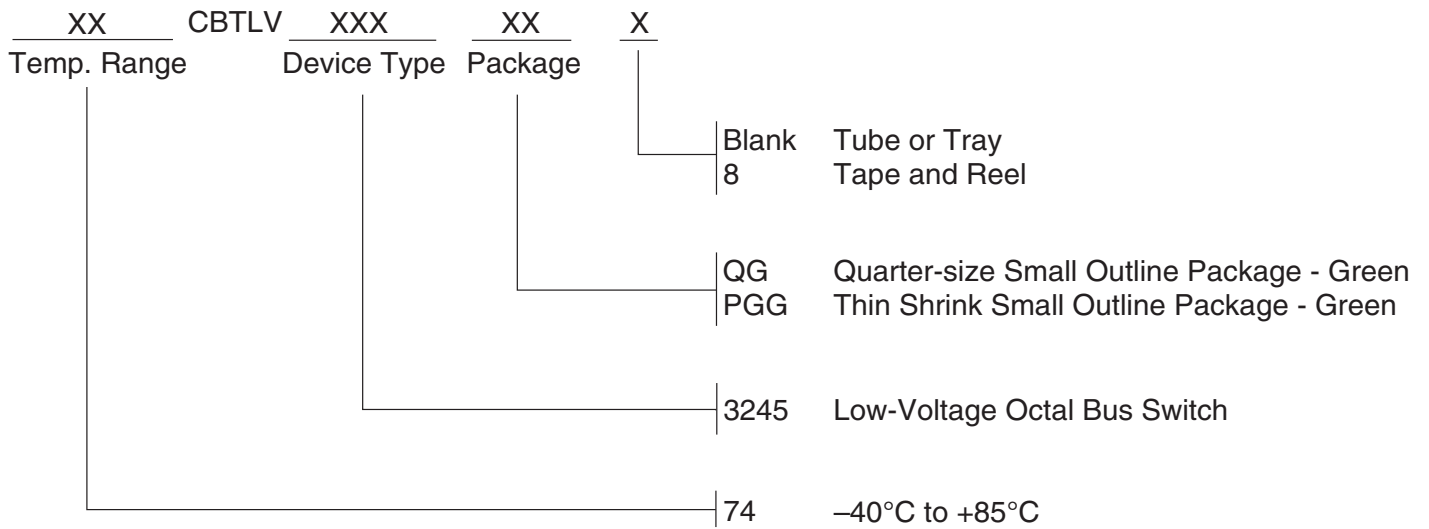 XX CBTLV XXX XX X
Temp. Range Device Type Package
Blank Tube or Tray
8 Tape and Reel
QG Quarter-size Small Outline Package - Green
PGG Thin Shrink Small Outline Package - Green
3245 Low-Voltage Octal Bus Switch
74 –40°C to +85°C